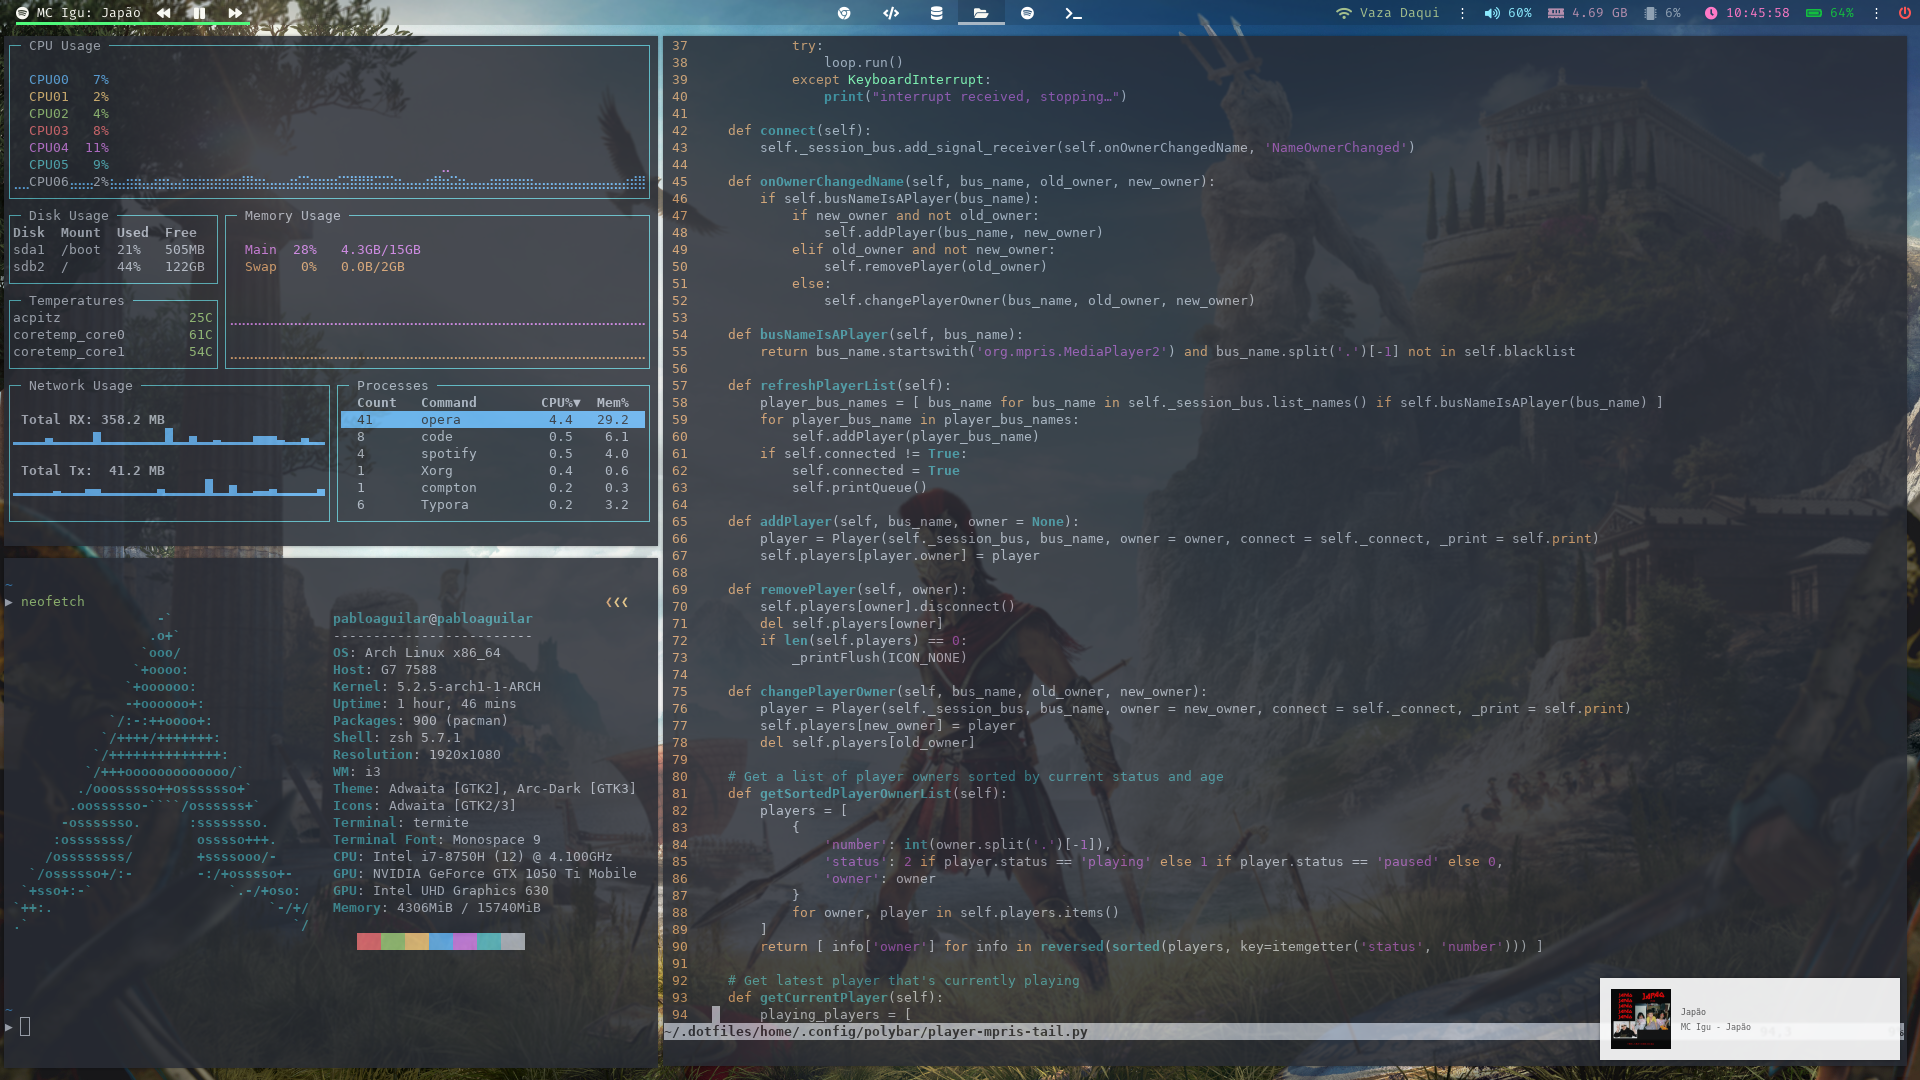 MC Igu: Japão
Vaza Daqui ⋮ 60% 4.69 GB 6% 10:45:58 64% ⋮
CPU Usage
CPU00 7%
CPU01 2%
CPU02 4%
CPU03 8%
CPU04 11%
CPU05 9%
CPU06 2%
Disk Usage
Disk Mount Used Free
sda1 /boot 21% 505MB
sdb2 / 44% 122GB
Memory Usage
Main 28% 4.3GB/15GB
Swap 0% 0.0B/2GB
Temperatures
acpitz 25C
coretemp_core0 61C
coretemp_core1 54C
Network Usage
Total RX: 358.2 MB
Total Tx: 41.2 MB
Processes
Count Command CPU%▼ Mem%
41 opera 4.4 29.2
8 code 0.5 6.1
4 spotify 0.5 4.0
1 Xorg 0.4 0.6
1 compton 0.2 0.3
6 Typora 0.2 3.2
~
▶ neofetch ❮❮❮
-`
.o+`
`ooo/
`+oooo:
`+oooooo:
-+oooooo+:
`/:-:++oooo+:
`/++++/+++++++:
`/++++++++++++++:
`/+++ooooooooooooo/`
./ooosssso++osssssso+`
.oossssso-````/ossssss+`
-osssssso. :ssssssso.
:osssssss/ osssso+++.
/ossssssss/ +ssssooo/-
`/ossssso+/:- -:/+osssso+-
`+sso+:-` `.-/+oso:
`++:. `-/+/
.` `/
pabloaguilar@pabloaguilar
-------------------------
OS: Arch Linux x86_64
Host: G7 7588
Kernel: 5.2.5-arch1-1-ARCH
Uptime: 1 hour, 46 mins
Packages: 900 (pacman)
Shell: zsh 5.7.1
Resolution: 1920x1080
WM: i3
Theme: Adwaita [GTK2], Arc-Dark [GTK3]
Icons: Adwaita [GTK2/3]
Terminal: termite
Terminal Font: Monospace 9
CPU: Intel i7-8750H (12) @ 4.100GHz
GPU: NVIDIA GeForce GTX 1050 Ti Mobile
GPU: Intel UHD Graphics 630
Memory: 4306MiB / 15740MiB
~
▶
37 try:
38 loop.run()
39 except KeyboardInterrupt:
40 print("interrupt received, stopping…")
41
42 def connect(self):
43 self._session_bus.add_signal_receiver(self.onOwnerChangedName, 'NameOwnerChanged')
44
45 def onOwnerChangedName(self, bus_name, old_owner, new_owner):
46 if self.busNameIsAPlayer(bus_name):
47 if new_owner and not old_owner:
48 self.addPlayer(bus_name, new_owner)
49 elif old_owner and not new_owner:
50 self.removePlayer(old_owner)
51 else:
52 self.changePlayerOwner(bus_name, old_owner, new_owner)
53
54 def busNameIsAPlayer(self, bus_name):
55 return bus_name.startswith('org.mpris.MediaPlayer2') and bus_name.split('.')[-1] not in self.blacklist
56
57 def refreshPlayerList(self):
58 player_bus_names = [ bus_name for bus_name in self._session_bus.list_names() if self.busNameIsAPlayer(bus_name) ]
59 for player_bus_name in player_bus_names:
60 self.addPlayer(player_bus_name)
61 if self.connected != True:
62 self.connected = True
63 self.printQueue()
64
65 def addPlayer(self, bus_name, owner = None):
66 player = Player(self._session_bus, bus_name, owner = owner, connect = self._connect, _print = self.print)
67 self.players[player.owner] = player
68
69 def removePlayer(self, owner):
70 self.players[owner].disconnect()
71 del self.players[owner]
72 if len(self.players) == 0:
73 _printFlush(ICON_NONE)
74
75 def changePlayerOwner(self, bus_name, old_owner, new_owner):
76 player = Player(self._session_bus, bus_name, owner = new_owner, connect = self._connect, _print = self.print)
77 self.players[new_owner] = player
78 del self.players[old_owner]
79
80 # Get a list of player owners sorted by current status and age
81 def getSortedPlayerOwnerList(self):
82 players = [
83 {
84 'number': int(owner.split('.')[-1]),
85 'status': 2 if player.status == 'playing' else 1 if player.status == 'paused' else 0,
86 'owner': owner
87 }
88 for owner, player in self.players.items()
89 ]
90 return [ info['owner'] for info in reversed(sorted(players, key=itemgetter('status', 'number'))) ]
91
92 # Get latest player that's currently playing
93 def getCurrentPlayer(self):
94 playing_players = [
~/.dotfiles/home/.config/polybar/player-mpris-tail.py
Japão
MC Igu - Japão